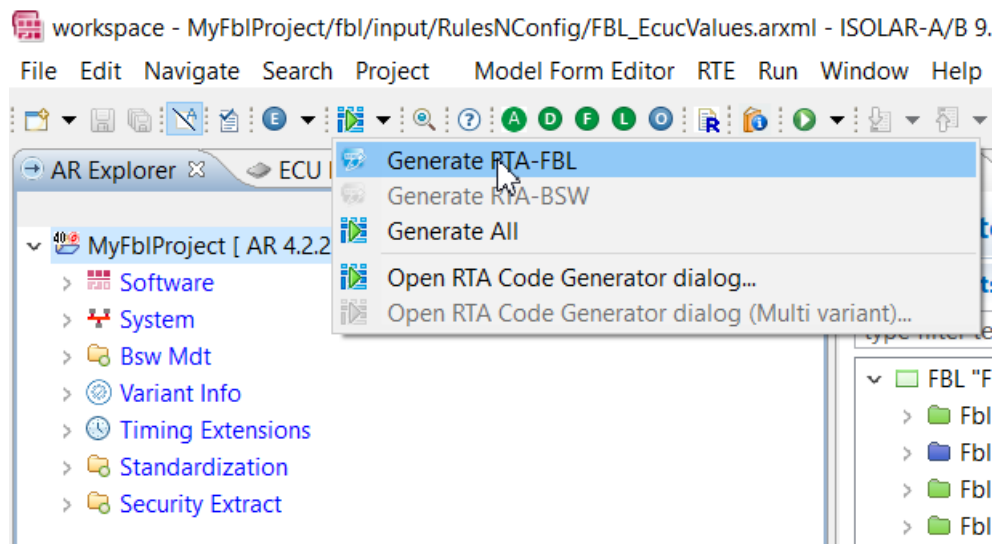 workspace - MyFblProject/fbl/input/RulesNConfig/FBL_EcucValues.arxml - ISOLAR-A/B 9.
File Edit Navigate Search Project Model Form Editor RTE Run Window Help
E ? A D F L O R
AR Explorer ECU
Generate RTA-FBL
Generate RTA-BSW
Generate All
Open RTA Code Generator dialog...
Open RTA Code Generator dialog (Multi variant)...
MyFblProject [ AR 4.2.2
Software
System
Bsw Mdt
Variant Info
Timing Extensions
Standardization
Security Extract
FBL "F
Fbl
Fbl
Fbl
Fbl